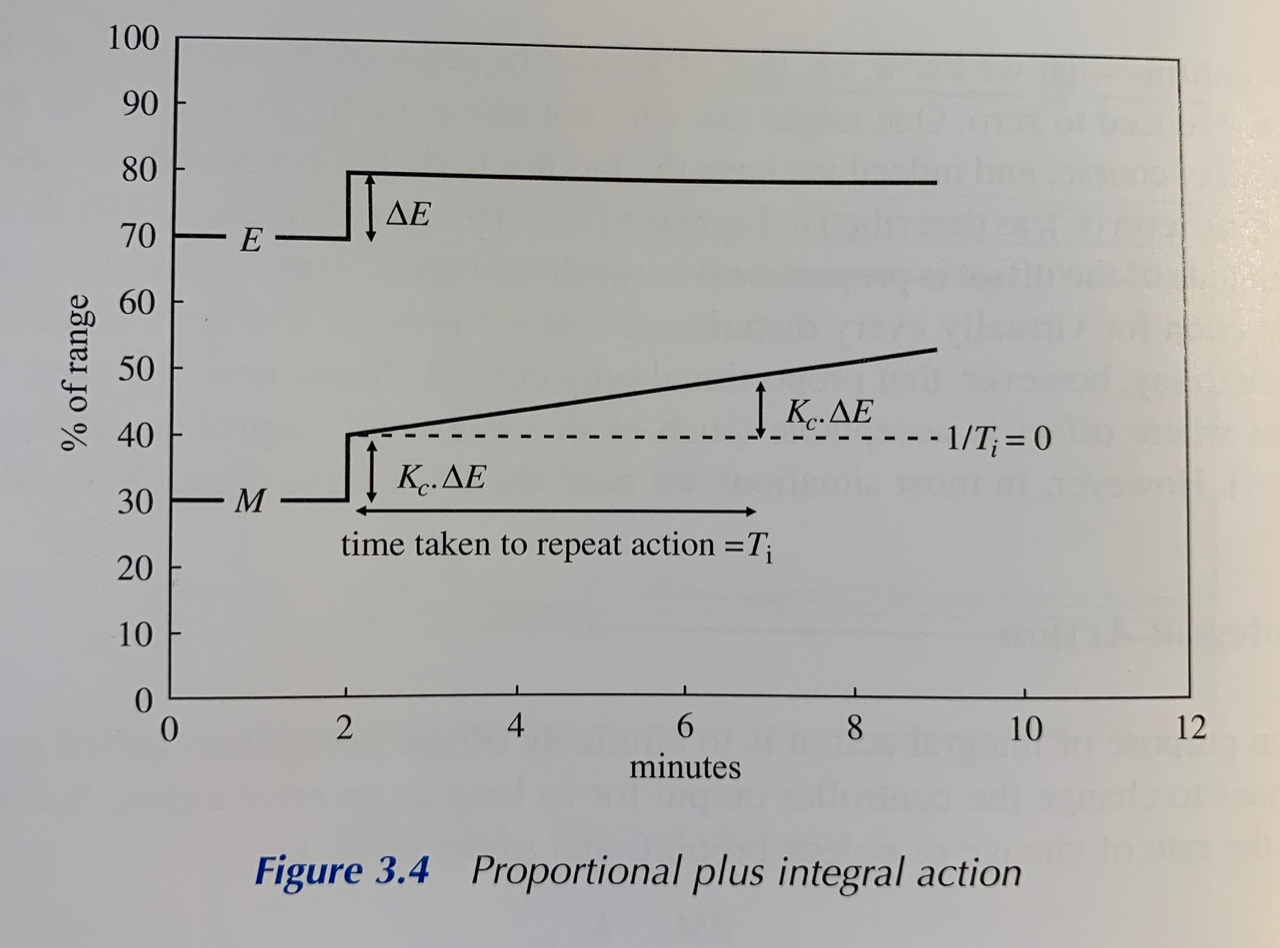 100
90
80
ΔE
70
E
60
% of range
50
K_c.ΔE
40
1/T_i = 0
K_c.ΔE
30
M
time taken to repeat action =T_i
20
10
0
0 2 4 6 8 10 12
minutes
Figure 3.4 Proportional plus integral action